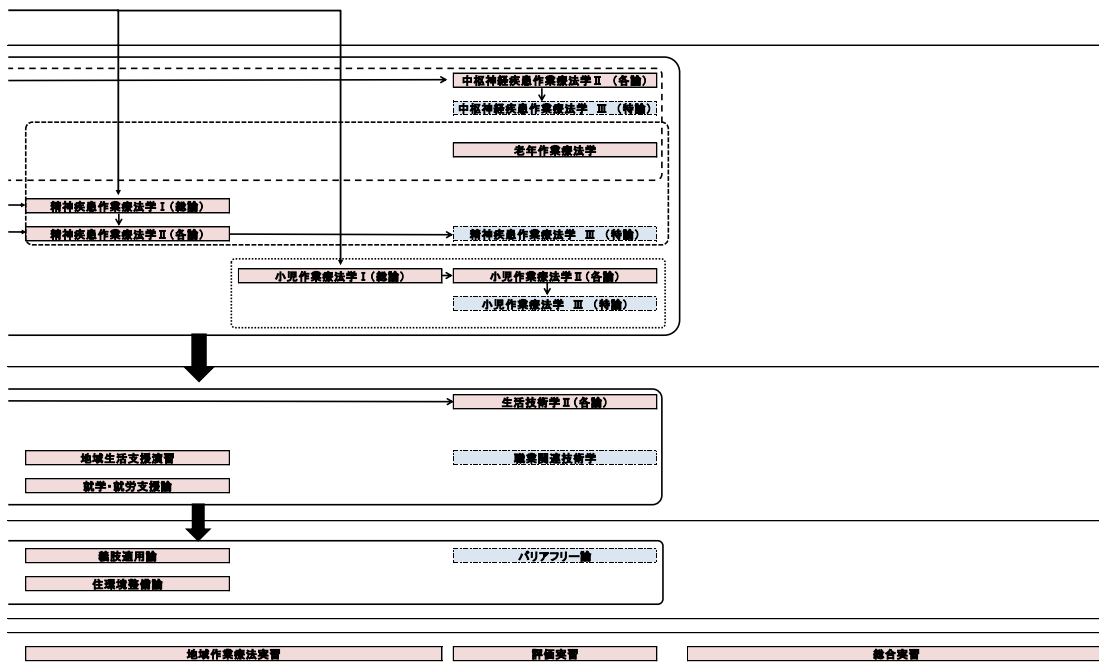 中枢神経疾患作業療法学Ⅱ (各論)
中枢神経疾患作業療法学 Ⅲ (特論)
老年作業療法学
精神疾患作業療法学Ⅰ(総論)
精神疾患作業療法学Ⅱ(各論)
精神疾患作業療法学 Ⅲ (特論)
小児作業療法学Ⅰ(総論)
小児作業療法学Ⅱ(各論)
小児作業療法学 Ⅲ (特論)
生活技術学Ⅱ(各論)
地域生活支援演習
職業関連技術学
就学・就労支援論
義肢適用論
バリアフリー論
住環境整備論
地域作業療法実習
評価実習
総合実習